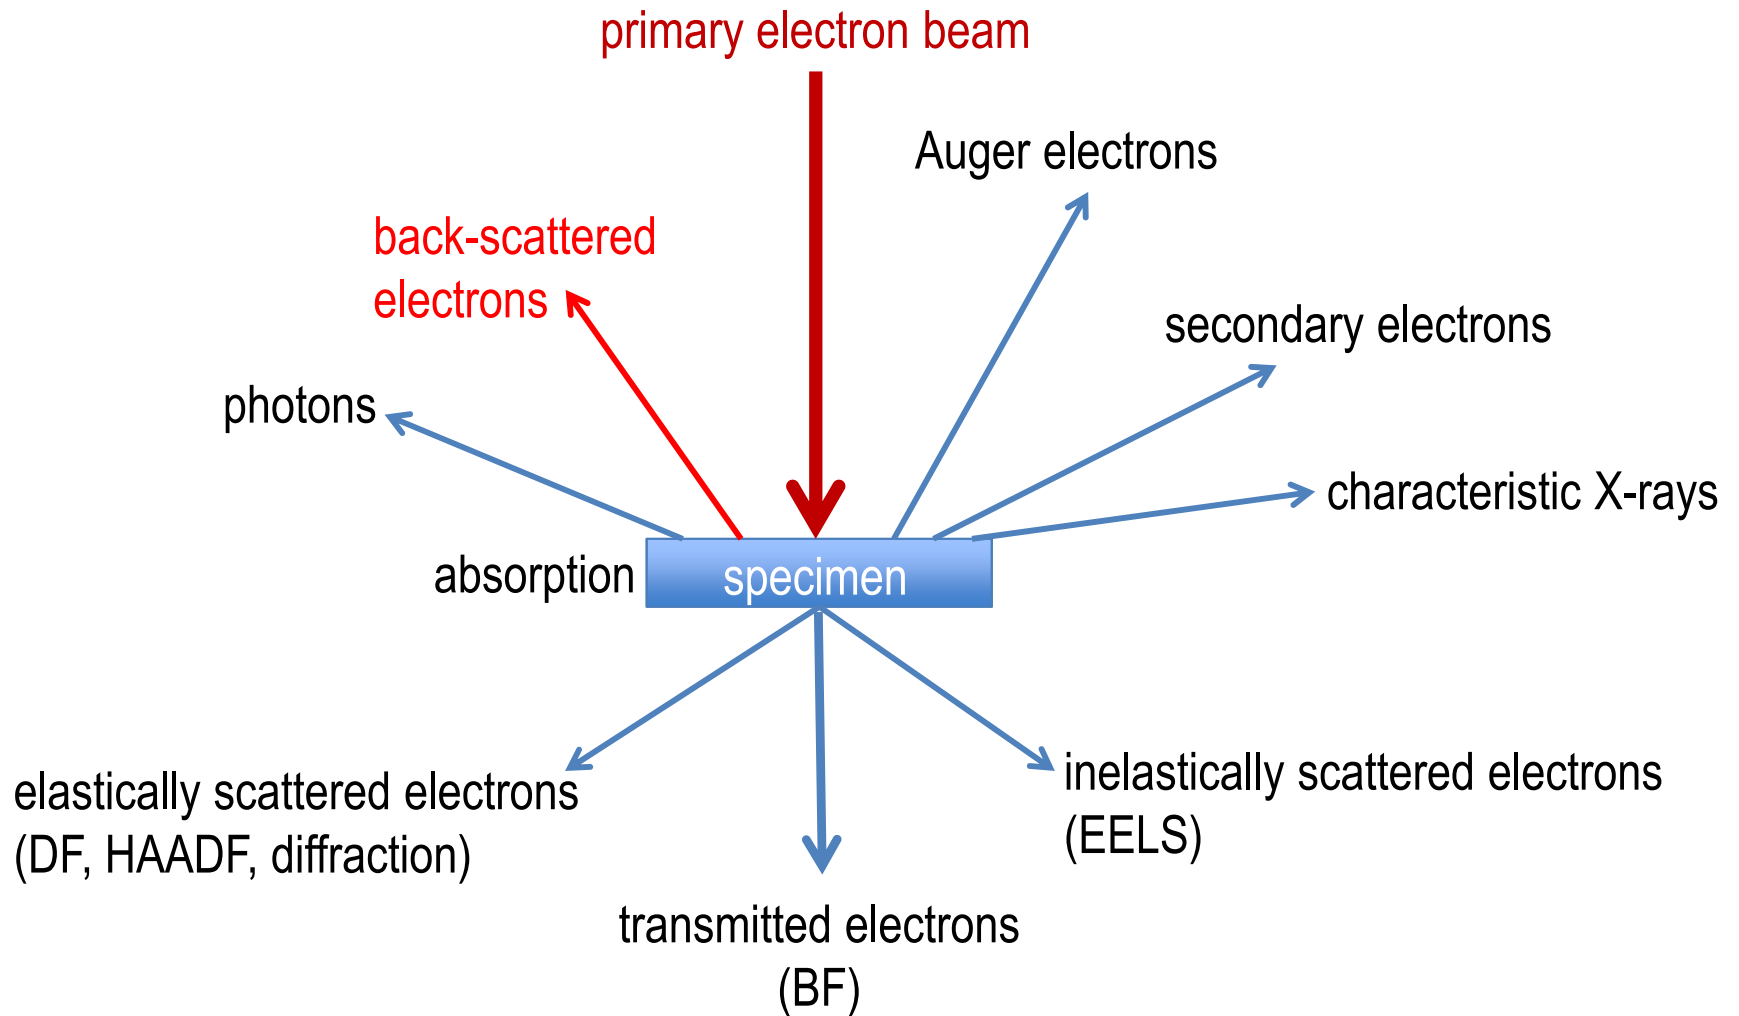 primary electron beam
Auger electrons
back-scattered
electrons
secondary electrons
photons
characteristic X-rays
absorption
specimen
elastically scattered electrons
(DF, HAADF, diffraction)
inelastically scattered electrons
(EELS)
transmitted electrons
(BF)